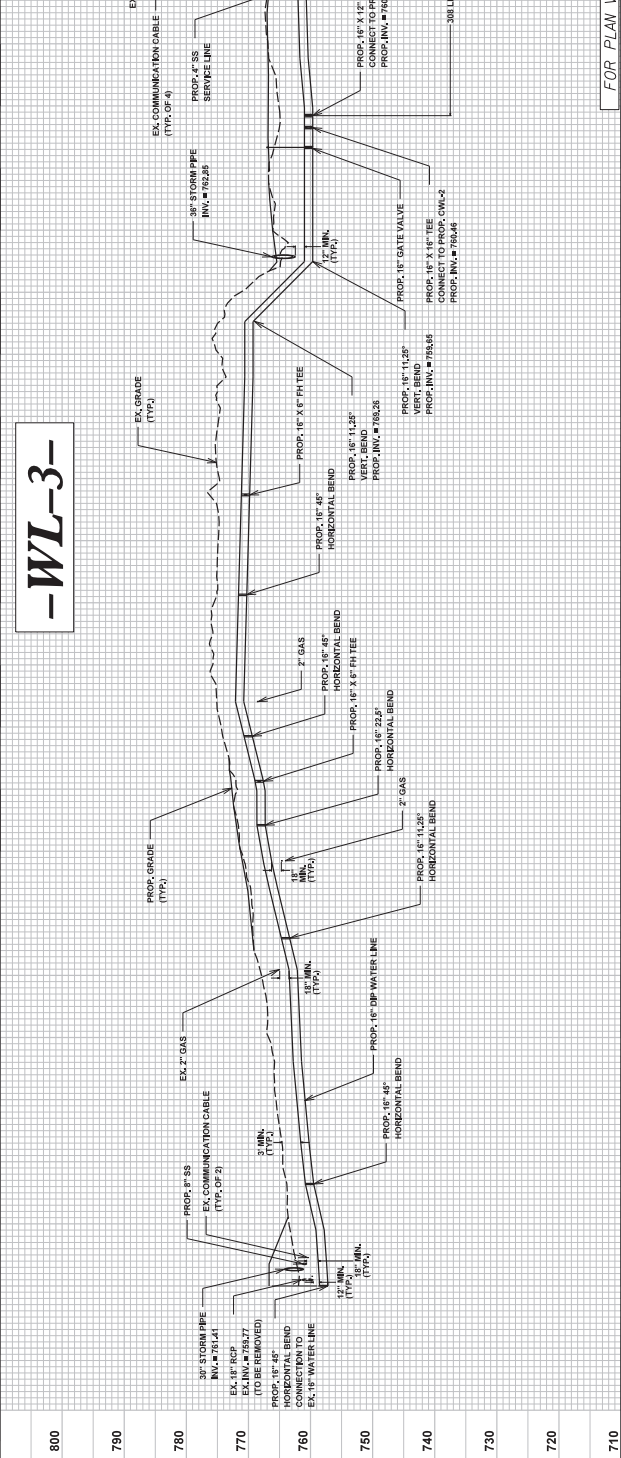 -WL-3-
800
790
780
770
760
750
740
730
720
710
30" STORM PIPE
INV. = 761.41
EX. 18" RCP
EX. INV. = 759.77
(TO BE REMOVED)
PROP. 16" 45°
HORIZONTAL BEND
CONNECTION TO
EX. 16" WATER LINE
PROP. 8" SS
EX. COMMUNICATION CABLE
(TYP. OF 2)
12" MIN.
(TYP.)
18" MIN.
(TYP.)
3' MIN.
(TYP.)
PROP. 16" 45°
HORIZONTAL BEND
PROP. 16" DIP WATER LINE
EX. 2" GAS
18" MIN.
(TYP.)
PROP. 16" 11.25°
HORIZONTAL BEND
PROP. GRADE
(TYP.)
18"
MIN.
(TYP.)
2" GAS
PROP. 16" 22.5°
HORIZONTAL BEND
PROP. 16" X 6" FH TEE
PROP. 16" 45°
HORIZONTAL BEND
2" GAS
PROP. 16" 45°
HORIZONTAL BEND
PROP. 16" X 6" FH TEE
EX. GRADE
(TYP.)
PROP. 16" 11.25°
VERT. BEND
PROP. INV. = 769.26
PROP. 16" 11.25°
VERT. BEND
PROP. INV. = 759.65
36" STORM PIPE
INV. = 762.85
12" MIN.
(TYP.)
PROP. 16" GATE VALVE
PROP. 16" X 16" TEE
CONNECT TO PROP. CWL-2
PROP. INV. = 760.46
EX. COMMUNICATION CABLE
(TYP. OF 4)
PROP. 4" SS
SERVICE LINE
PROP. 16" X 12"
CONNECT TO PR
PROP. INV. = 760
308 L
EX
FOR PLAN V